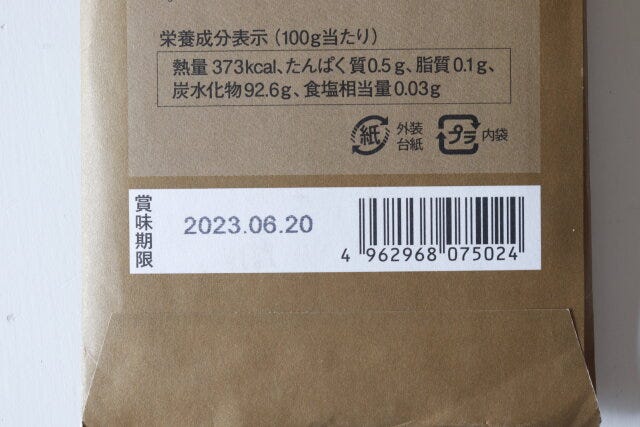 栄養成分表示（100g当たり）
熱量 373kcal、たんぱく質0.5g、脂質0.1g、
炭水化物92.6g、食塩相当量0.03g
紙 外装台紙 プラ 内袋
賞味期限
2023.06.20
4 962968 075024